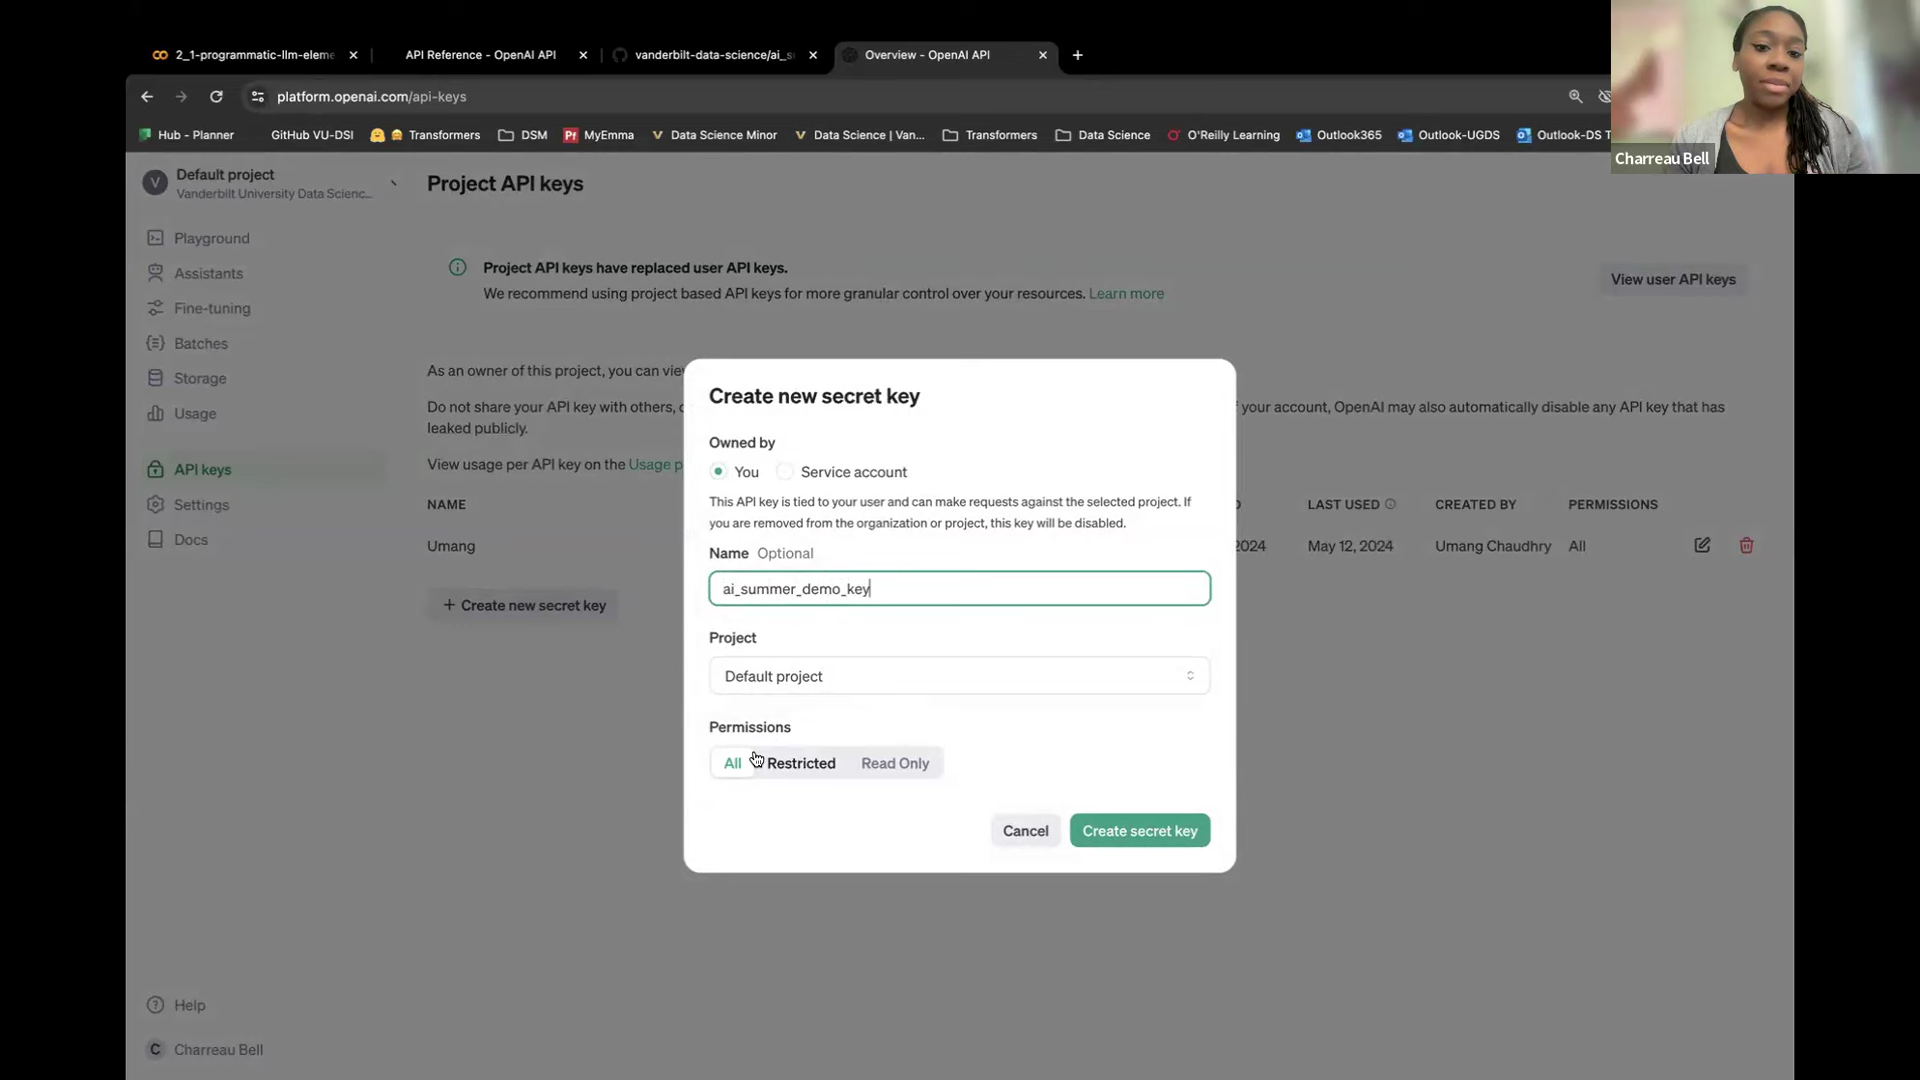 2_1-programmatic-llm-eleme
API Reference - OpenAI API
vanderbilt-data-science/ai_s
Overview - OpenAI API
platform.openai.com/api-keys
Hub - Planner
GitHub VU-DSI
Transformers
DSM
Pf MyEmma
Data Science Minor
Data Science | Van...
Transformers
Data Science
O'Reilly Learning
Outlook365
Outlook-UGDS
Outlook-DS T
Charreau Bell
V
Default project
Vanderbilt University Data Scienc...
Playground
Assistants
Fine-tuning
Batches
Storage
Usage
API keys
Settings
Docs
Help
C Charreau Bell
Project API keys
Project API keys have replaced user API keys.
We recommend using project based API keys for more granular control over your resources. Learn more
View user API keys
As an owner of this project, you can vie
Do not share your API key with others, your account, OpenAI may also automatically disable any API key that has
leaked publicly.
View usage per API key on the Usage p
NAME D LAST USED CREATED BY PERMISSIONS
Umang 2024 May 12, 2024 Umang Chaudhry All
+ Create new secret key
Create new secret key
Owned by
You Service account
This API key is tied to your user and can make requests against the selected project. If
you are removed from the organization or project, this key will be disabled.
Name Optional
ai_summer_demo_key
Project
Default project
Permissions
All Restricted Read Only
Cancel Create secret key